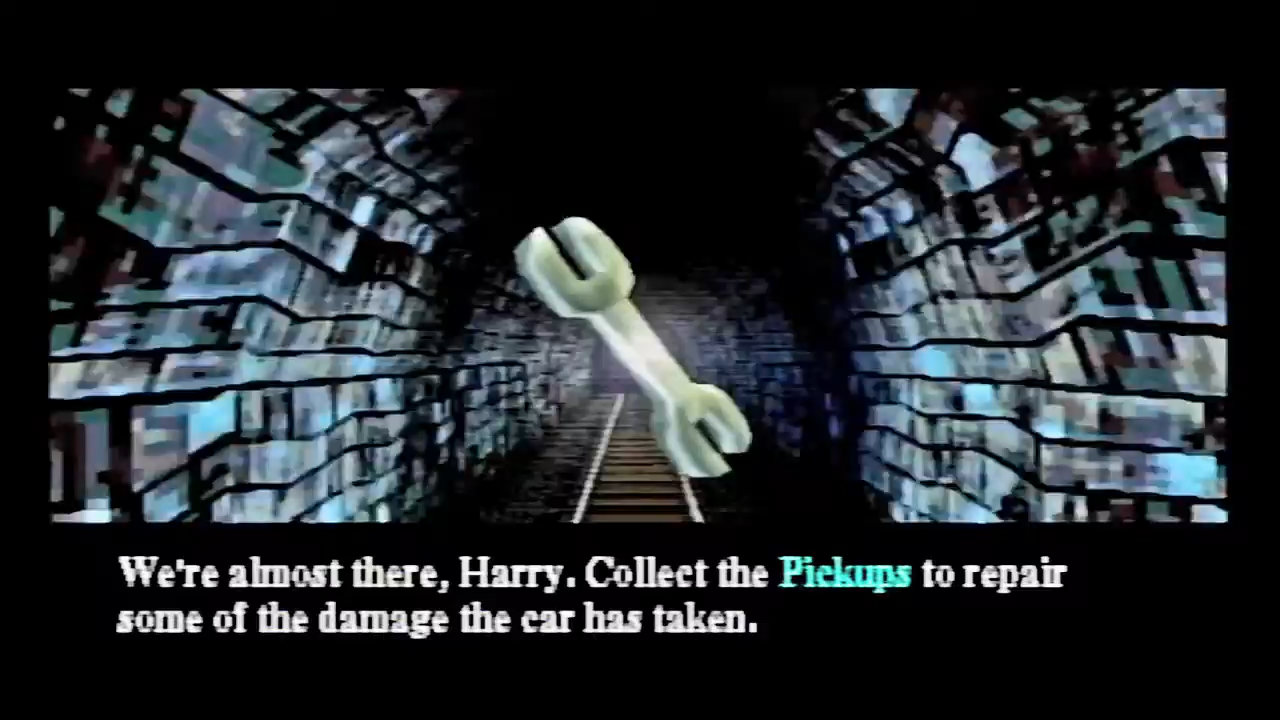 We're almost there, Harry. Collect the Pickups to repair
some of the damage the car has taken.